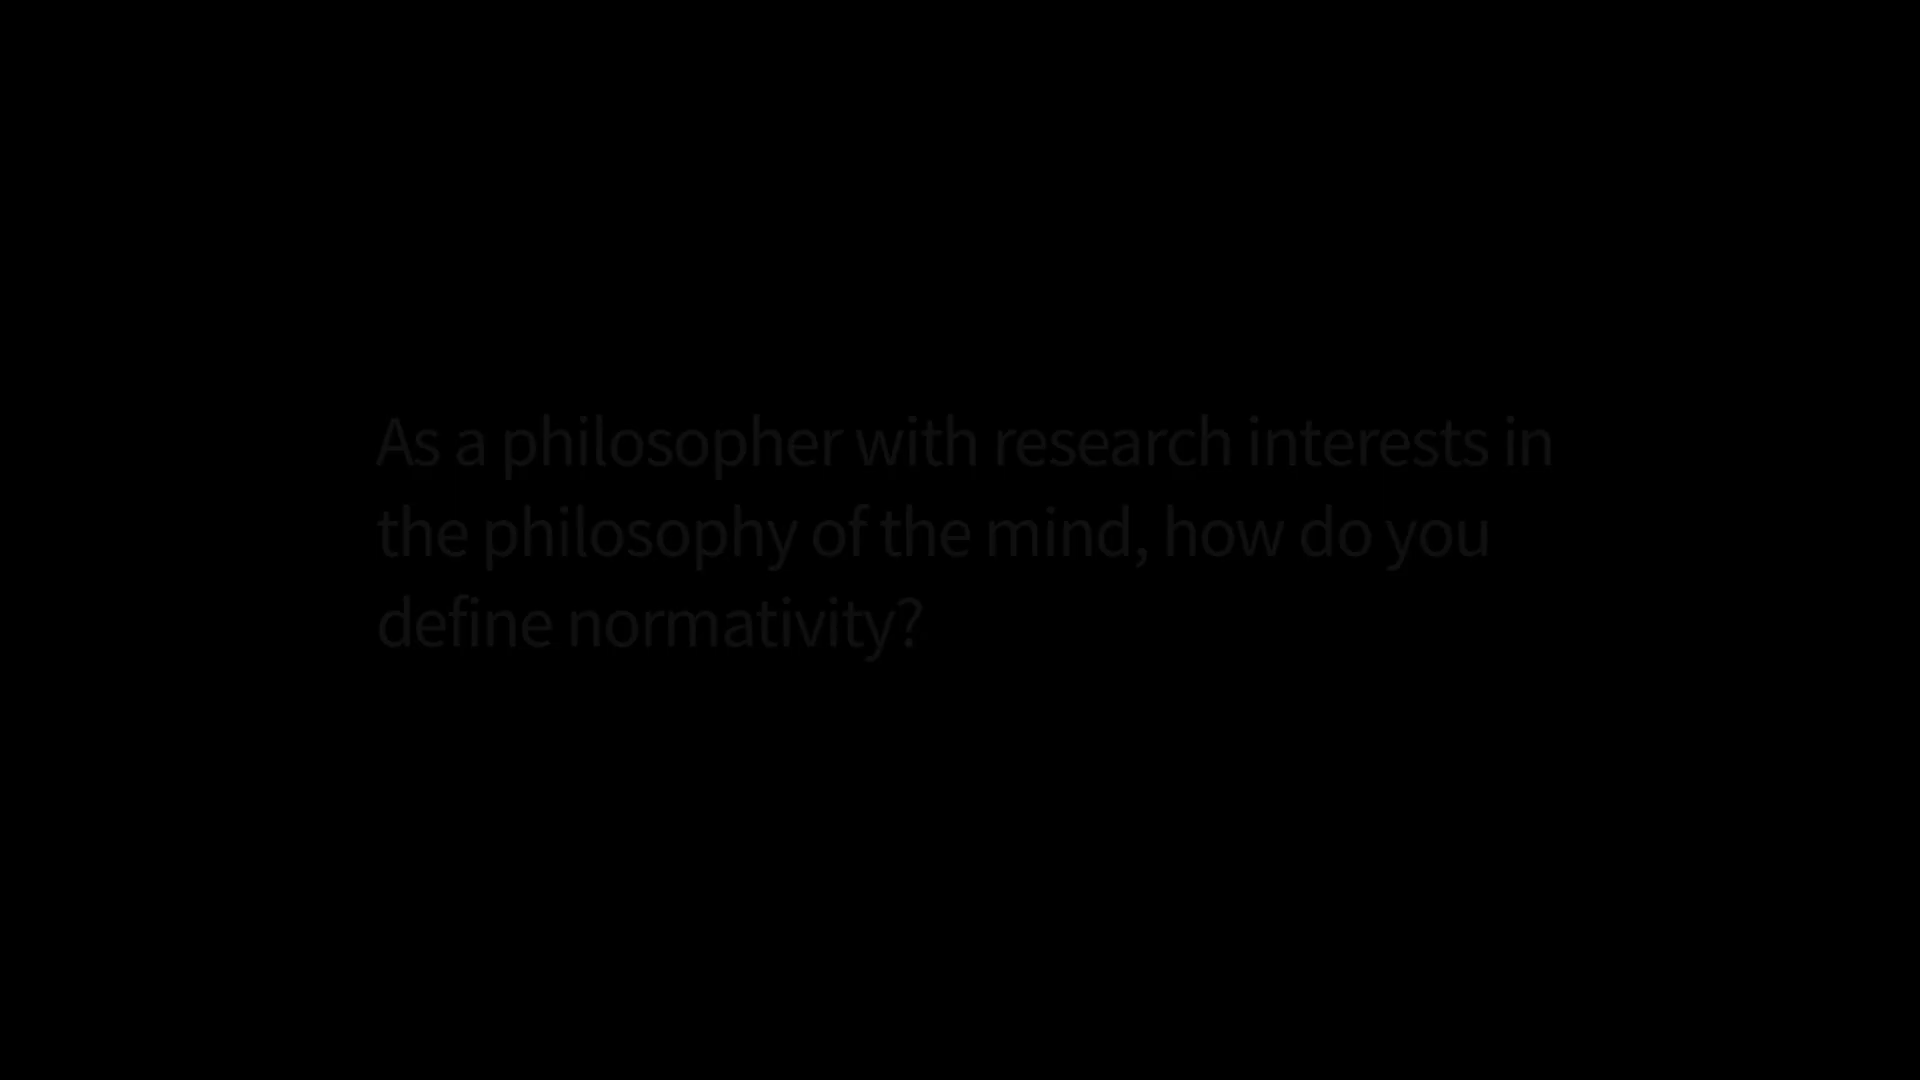 As a philosopher with research interests in
the philosophy of the mind, how do you
define normativity?